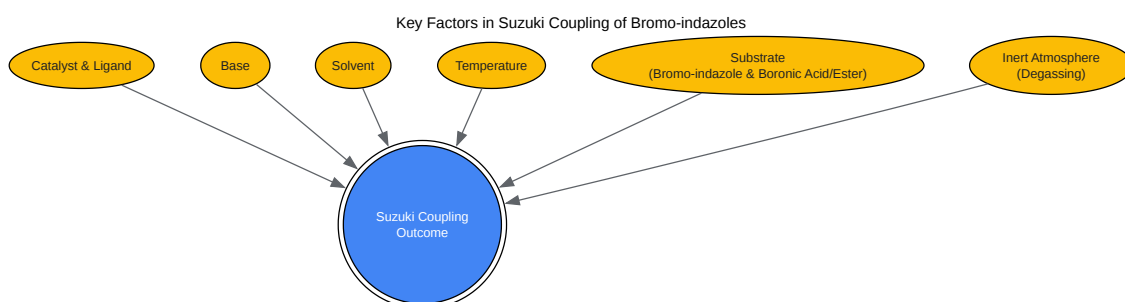 Key Factors in Suzuki Coupling of Bromo-indazoles
Catalyst & Ligand
Base
Solvent
Temperature
Substrate
(Bromo-indazole & Boronic Acid/Ester)
Inert Atmosphere
(Degassing)
Suzuki Coupling
Outcome